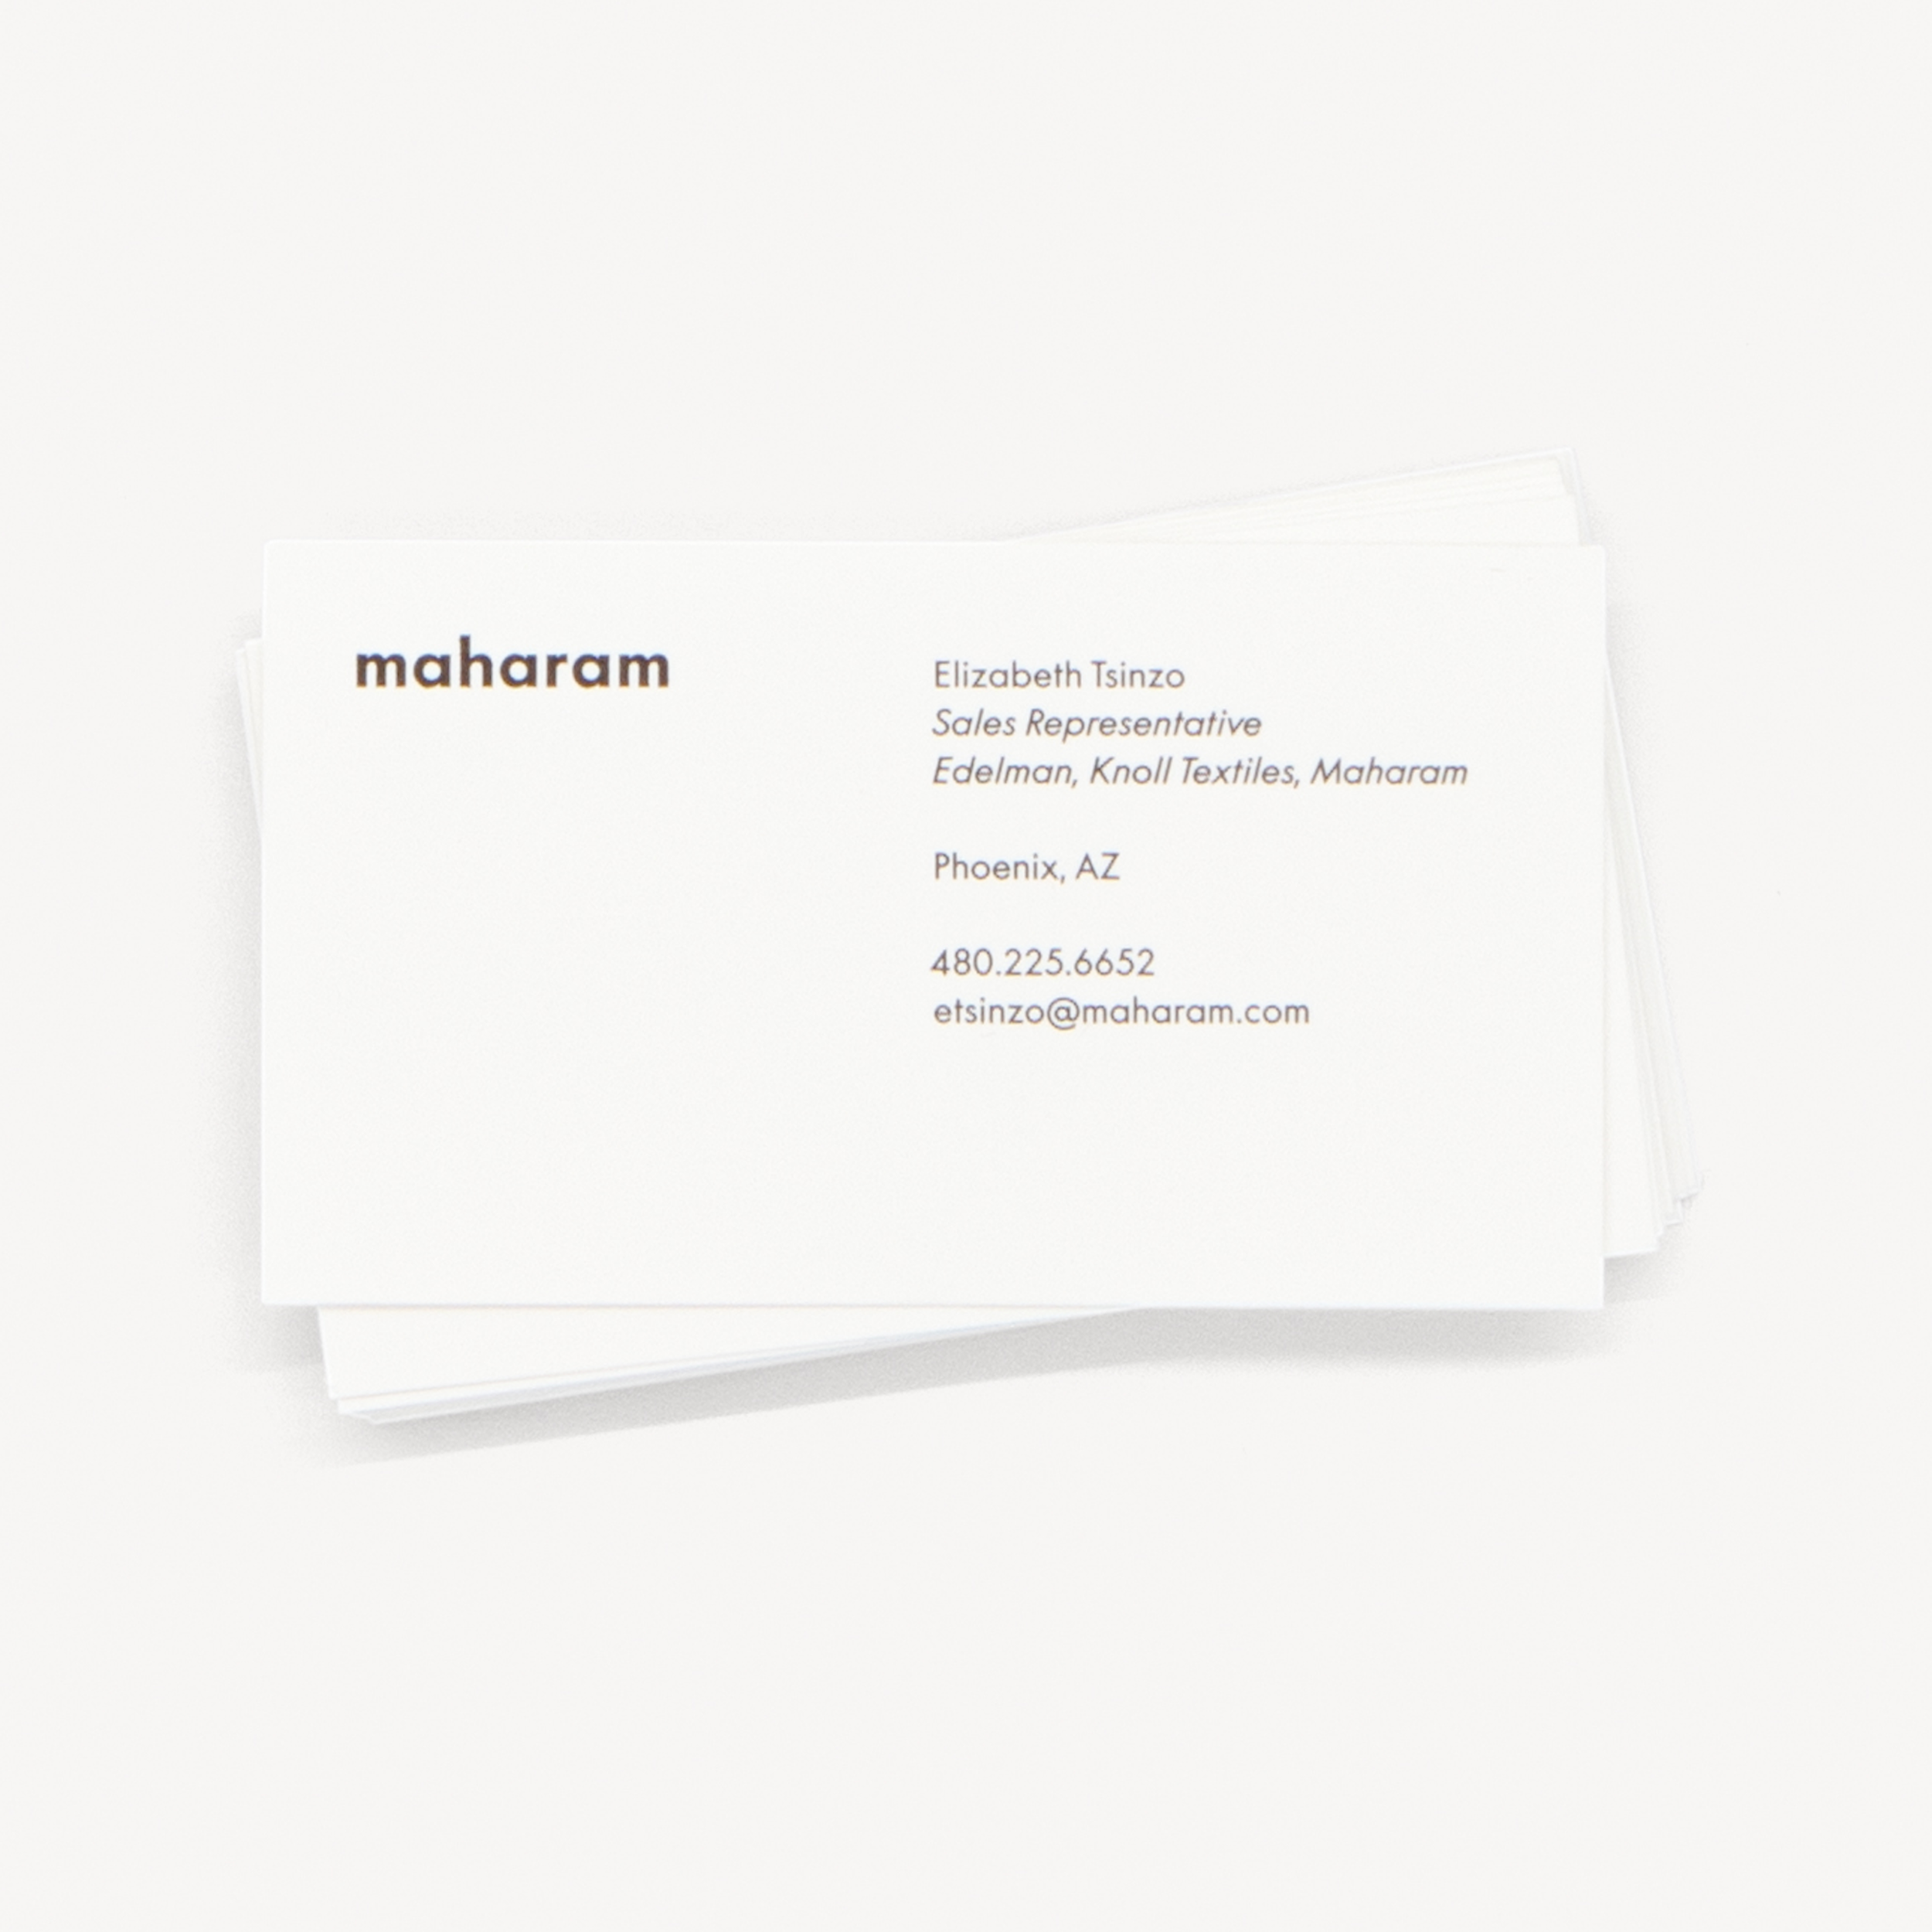 maharam
Elizabeth Tsinzo
Sales Representative
Edelman, Knoll Textiles, Maharam
Phoenix, AZ
480.225.6652
etsinzo@maharam.com